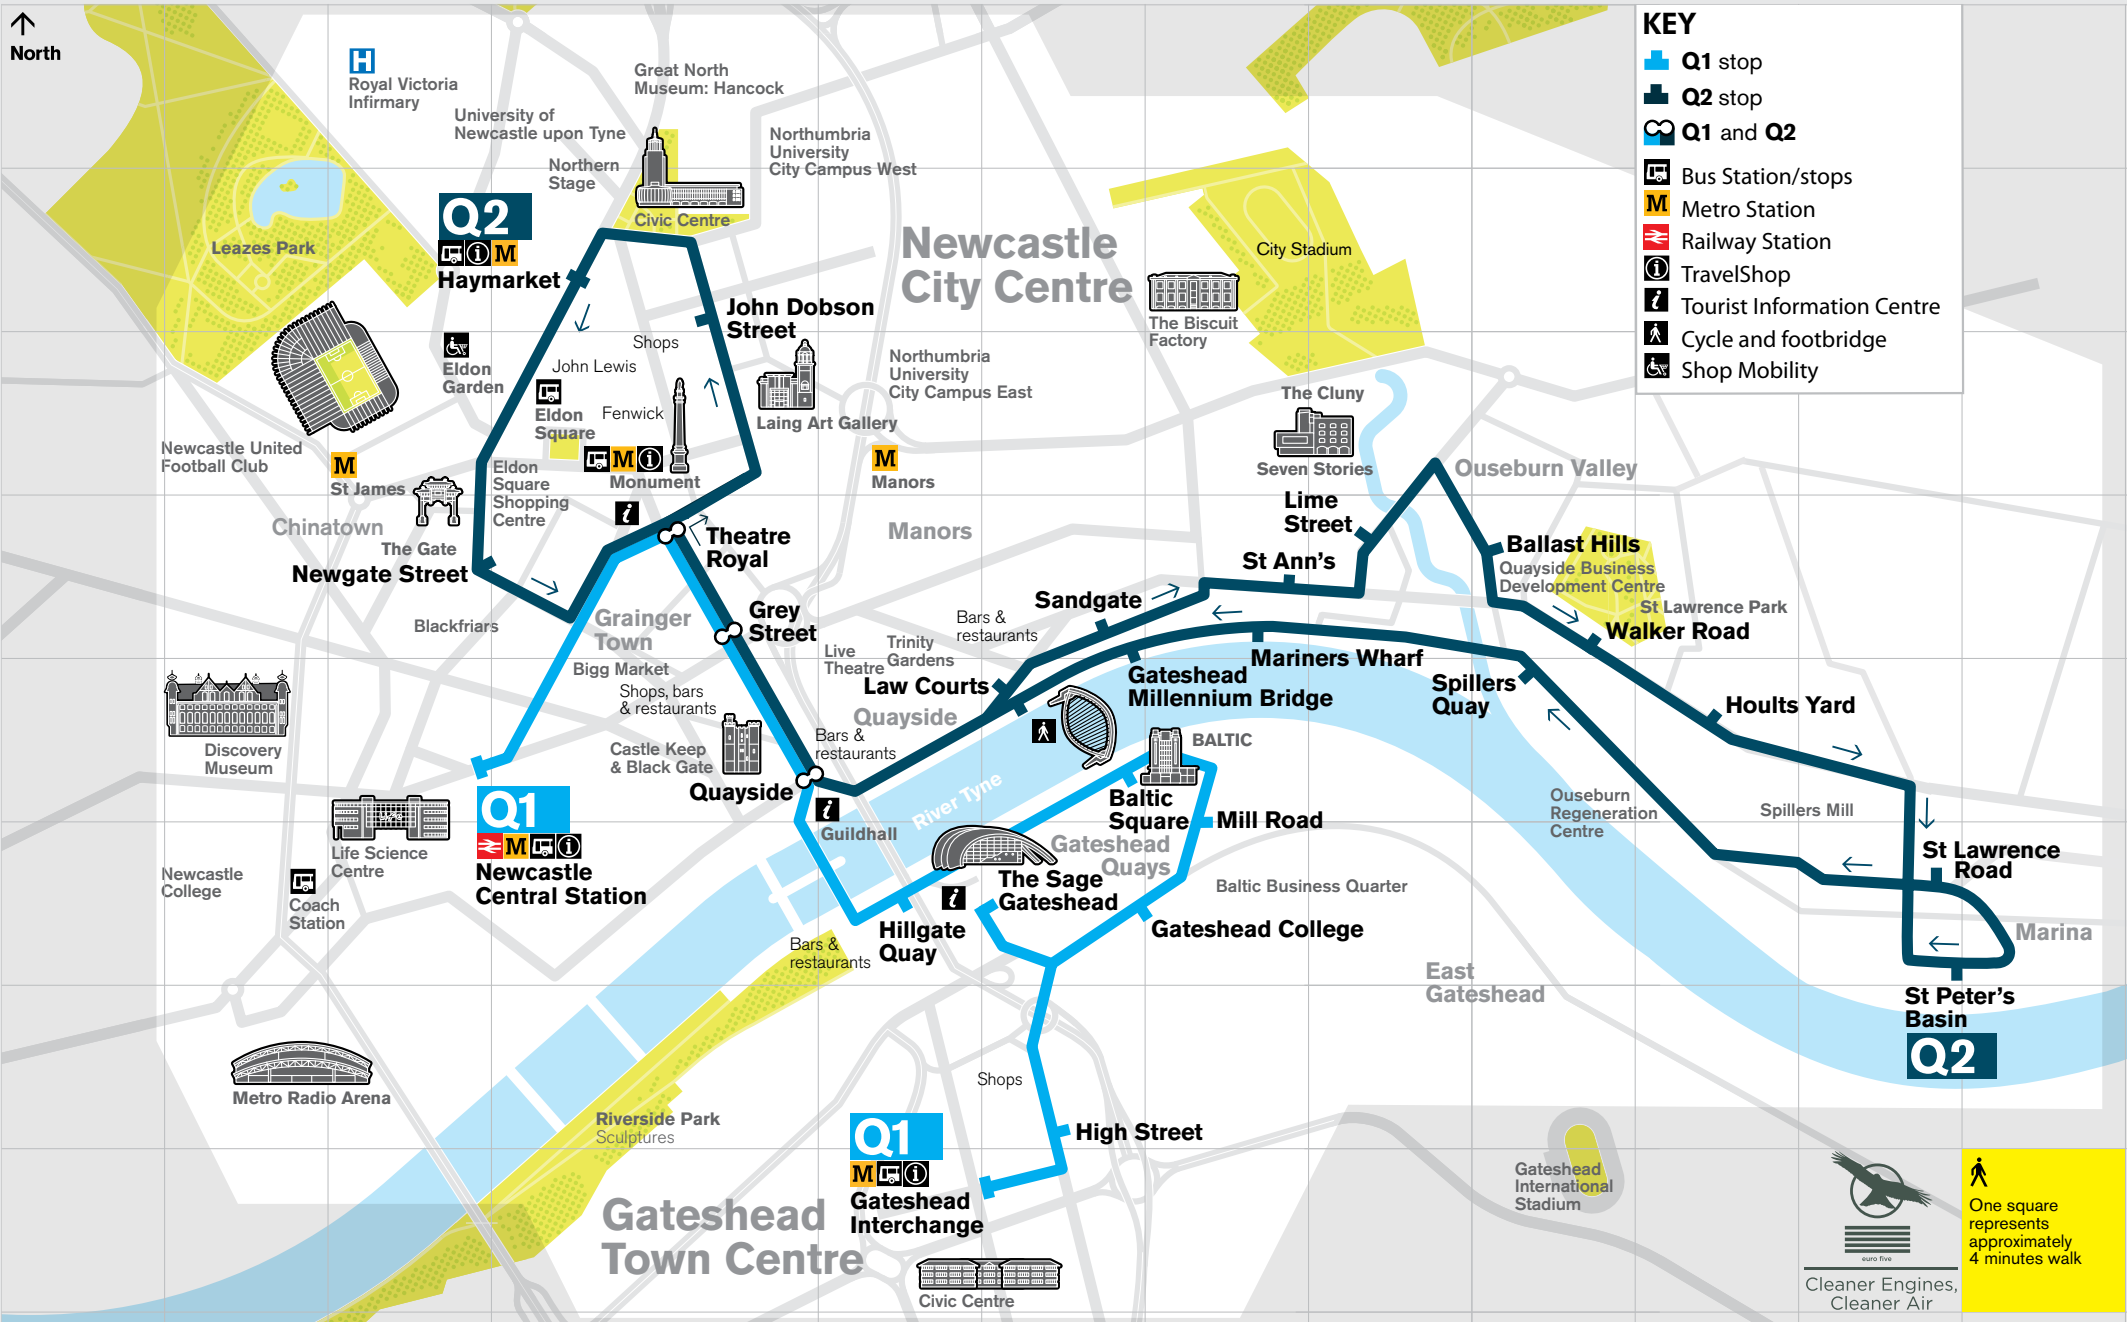 North
H
Royal Victoria
Infirmary
Great North
Museum: Hancock
University of
Newcastle upon Tyne
Northern
Stage
Northumbria
University
City Campus West
Civic Centre
Leazes Park
Q2
M
Haymarket
John Dobson
Street
Newcastle
City Centre
City Stadium
The Biscuit
Factory
Shops
John Lewis
Eldon
Garden
Eldon
Square
Fenwick
Northumbria
University
City Campus East
Laing Art Gallery
The Cluny
Seven Stories
Newcastle United
Football Club
M
St James
Eldon
Square
Shopping
Centre
M
Monument
M
Manors
Manors
Chinatown
The Gate
Newgate Street
Theatre
Royal
Ouseburn Valley
Lime
Street
St Ann's
Ballast Hills
Quayside Business
Development Centre
St Lawrence Park
Walker Road
Blackfriars
Grainger
Town
Grey
Street
Bigg Market
Shops, bars
& restaurants
Live
Theatre
Trinity
Gardens
Bars &
restaurants
Sandgate
Law Courts
Quayside
Gateshead
Millennium Bridge
Mariners Wharf
Spillers
Quay
Hoults Yard
Discovery
Museum
Castle Keep
& Black Gate
Bars &
restaurants
Quayside
BALTIC
River Tyne
Baltic
Square
Mill Road
Gateshead
Quays
Ouseburn
Regeneration
Centre
Spillers Mill
Q1
M
Newcastle
Central Station
Life Science
Centre
Newcastle
College
Coach
Station
Guildhall
The Sage
Gateshead
Baltic Business Quarter
Gateshead College
St Lawrence
Road
Marina
Hillgate
Quay
Bars &
restaurants
East
Gateshead
St Peter's
Basin
Q2
Metro Radio Arena
Riverside Park
Sculptures
Shops
High Street
Q1
M
Gateshead
Interchange
Gateshead
Town Centre
Civic Centre
Gateshead
International
Stadium
KEY
Q1 stop
Q2 stop
Q1 and Q2
Bus Station/stops
M Metro Station
Railway Station
i TravelShop
i Tourist Information Centre
Cycle and footbridge
Shop Mobility
euro five
Cleaner Engines,
Cleaner Air
One square
represents
approximately
4 minutes walk